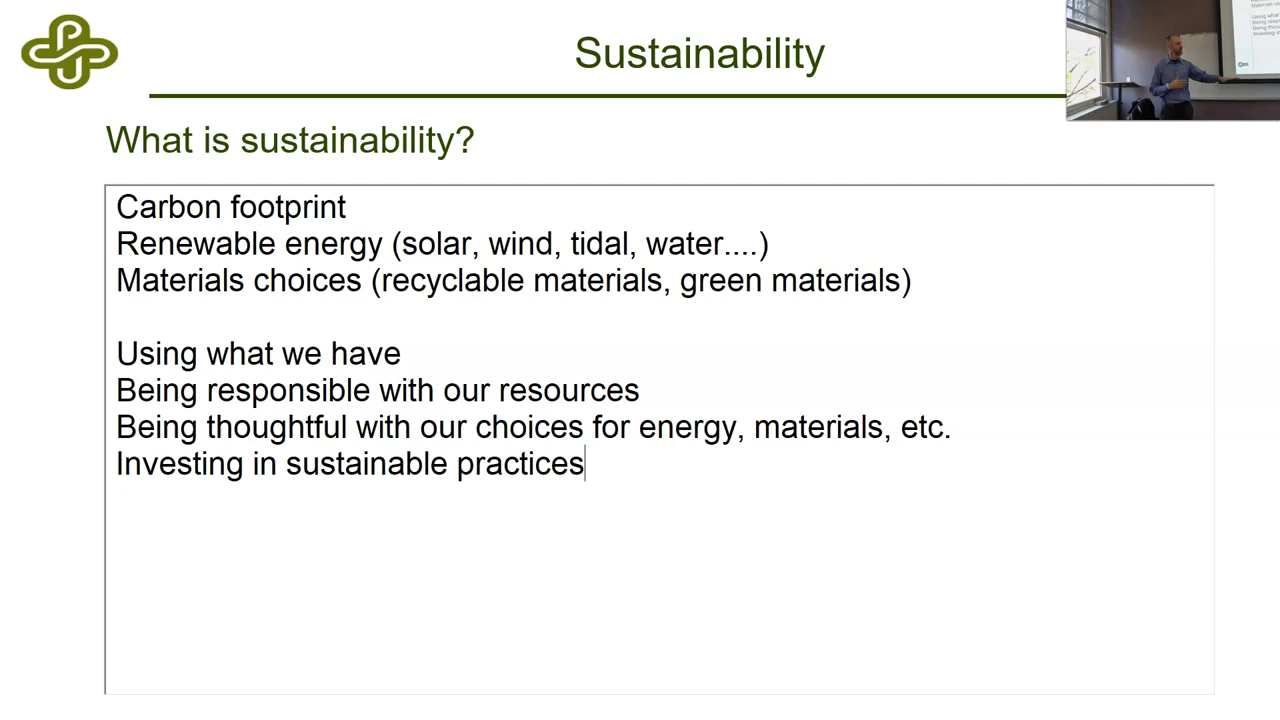 Sustainability
What is sustainability?
Carbon footprint
Renewable energy (solar, wind, tidal, water....)
Materials choices (recyclable materials, green materials)
Using what we have
Being responsible with our resources
Being thoughtful with our choices for energy, materials, etc.
Investing in sustainable practices